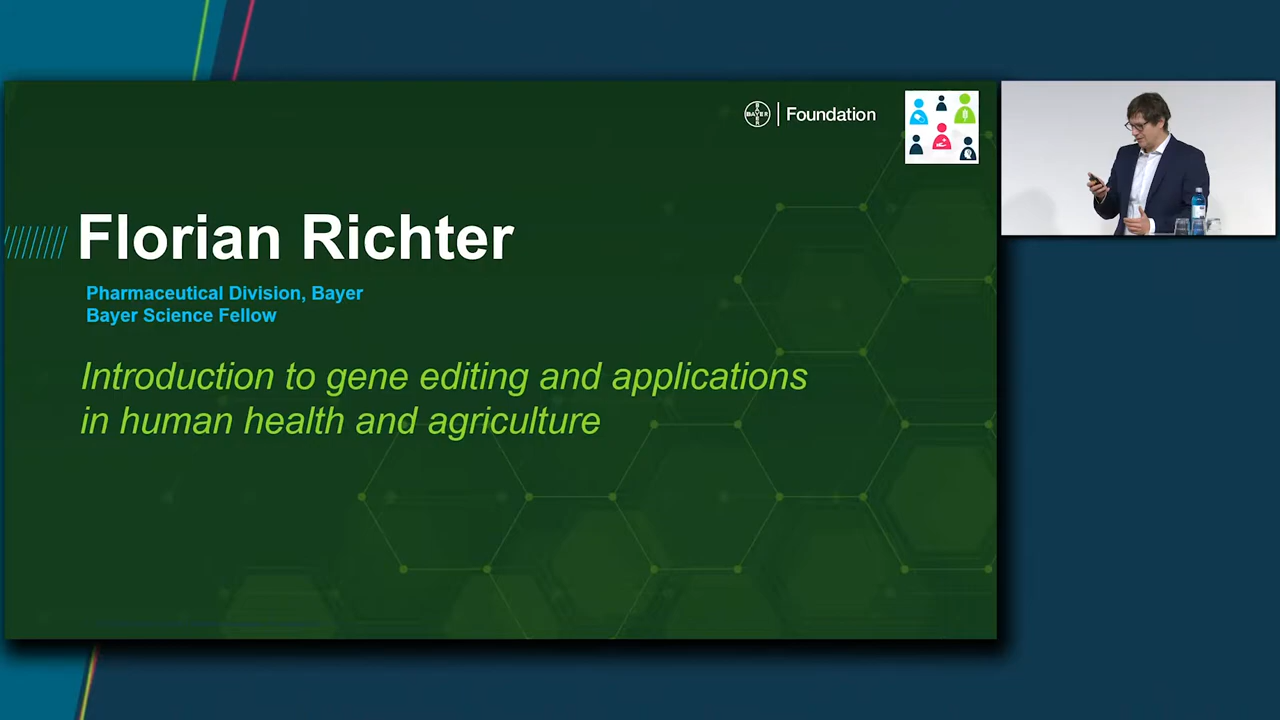 BAYER
Foundation
Florian Richter
Pharmaceutical Division, Bayer
Bayer Science Fellow
Introduction to gene editing and applications
in human health and agriculture